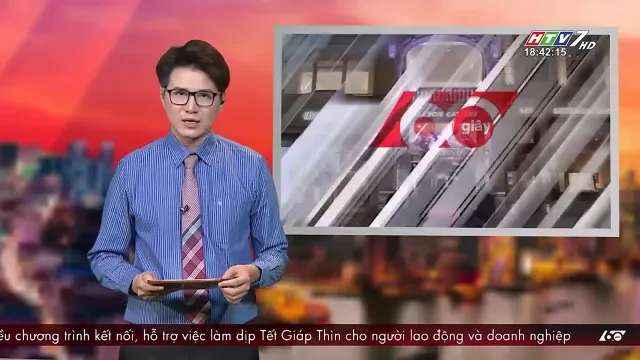 HTV7 HD
18:42:15
60 giây
ều chương trình kết nối, hỗ trợ việc làm dịp Tết Giáp Thìn cho người lao động và doanh nghiệp
60